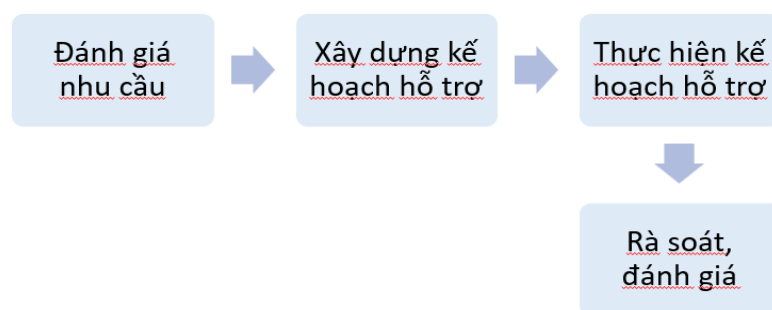 Đánh giá
nhu cầu
Xây dựng kế
hoạch hỗ trợ
Thực hiện kế
hoạch hỗ trợ
Rà soát,
đánh giá